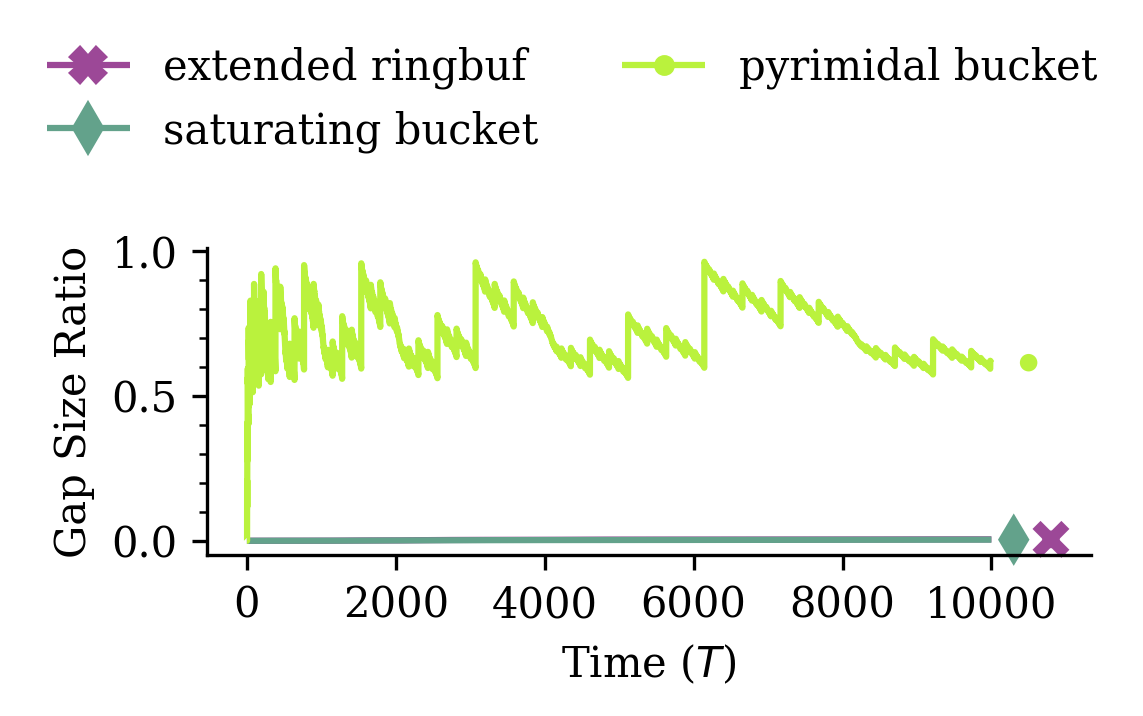 extended ringbuf
saturating bucket
pyrimidal bucket
Gap Size Ratio
1.0
0.5
0.0
0 2000 4000 6000 8000 10000
Time (T)